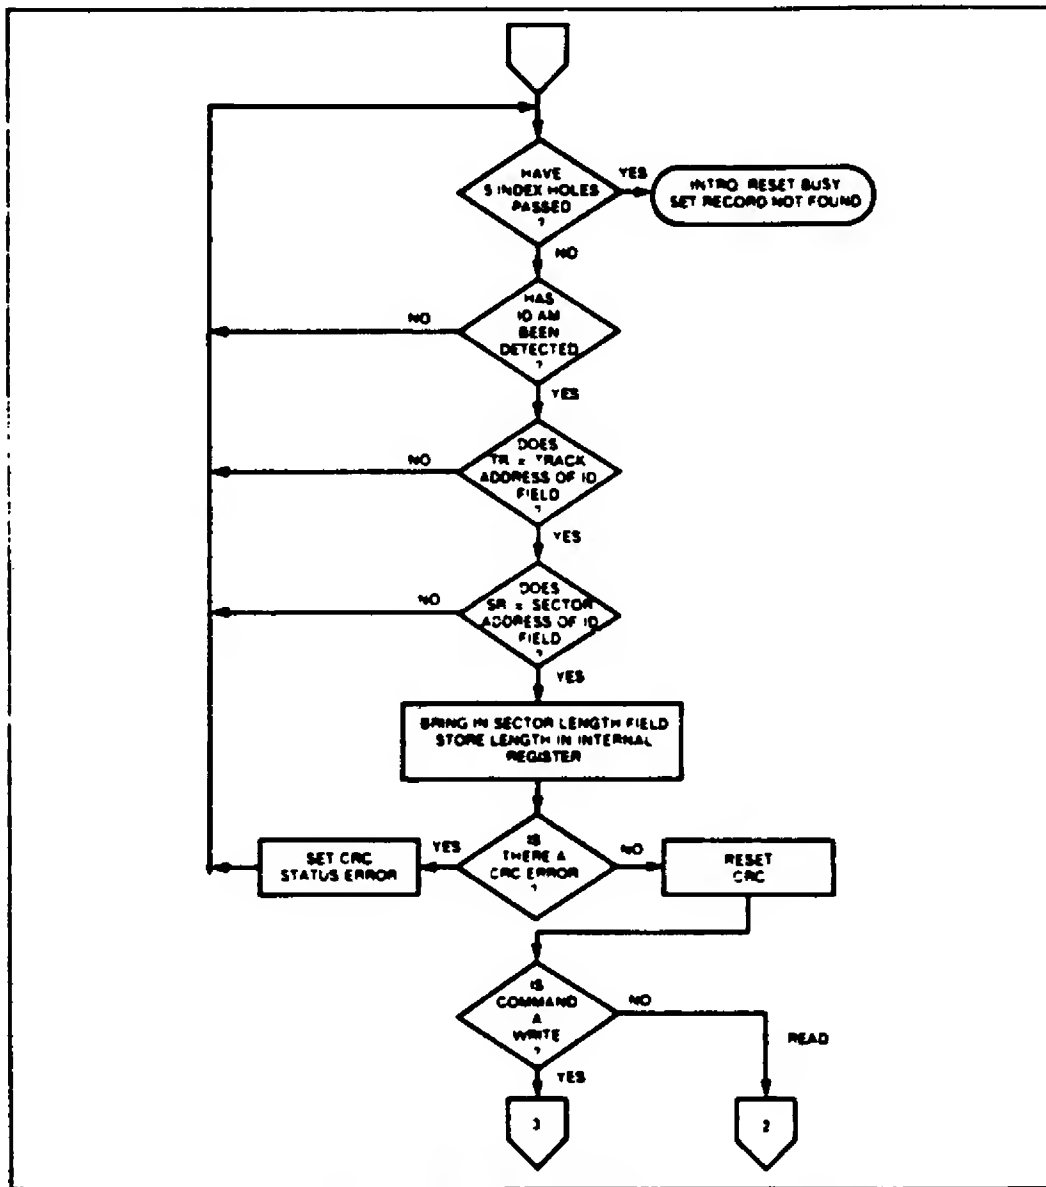 HAVE
5 INDEX HOLES
PASSED
?
YES
INTRQ RESET BUSY
SET RECORD NOT FOUND
NO
HAS
ID AM
BEEN
DETECTED
?
NO
YES
DOES
TR = TRACK
ADDRESS OF ID
FIELD
?
NO
YES
DOES
SR = SECTOR
ADDRESS OF ID
FIELD
?
NO
YES
BRING IN SECTOR LENGTH FIELD
STORE LENGTH IN INTERNAL
REGISTER
IS
THERE A
CRC ERROR
?
YES
SET CRC
STATUS ERROR
NO
RESET
CRC
IS
COMMAND
A
WRITE
?
NO
READ
YES
3
2